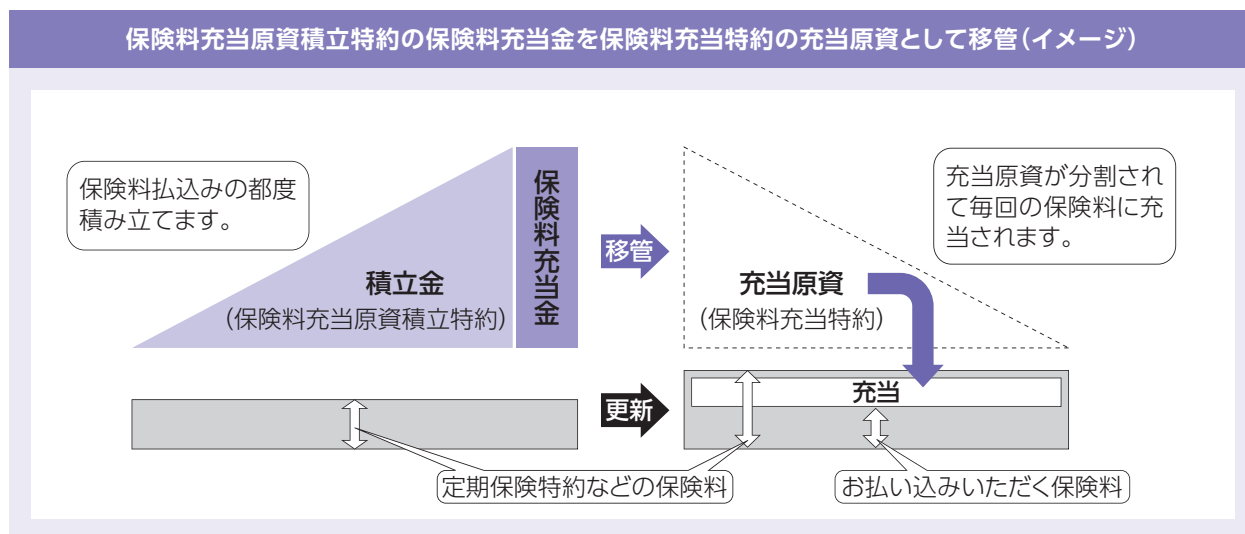 保険料充当原資積立特約の保険料充当金を保険料充当特約の充当原資として移管(イメージ)
保険料払込みの都度
積み立てます。
積立金
(保険料充当原資積立特約)
保険料充当金
移管
充当原資
(保険料充当特約)
充当原資が分割され
て毎回の保険料に充
当されます。
更新
充当
定期保険特約などの保険料
お払い込みいただく保険料